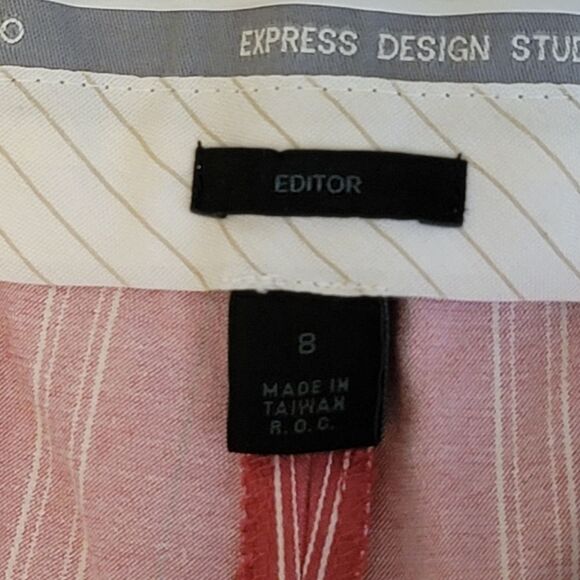 O EXPRESS DESIGN STUD
EDITOR
8
MADE IN
TAIWAN
R.O.C.